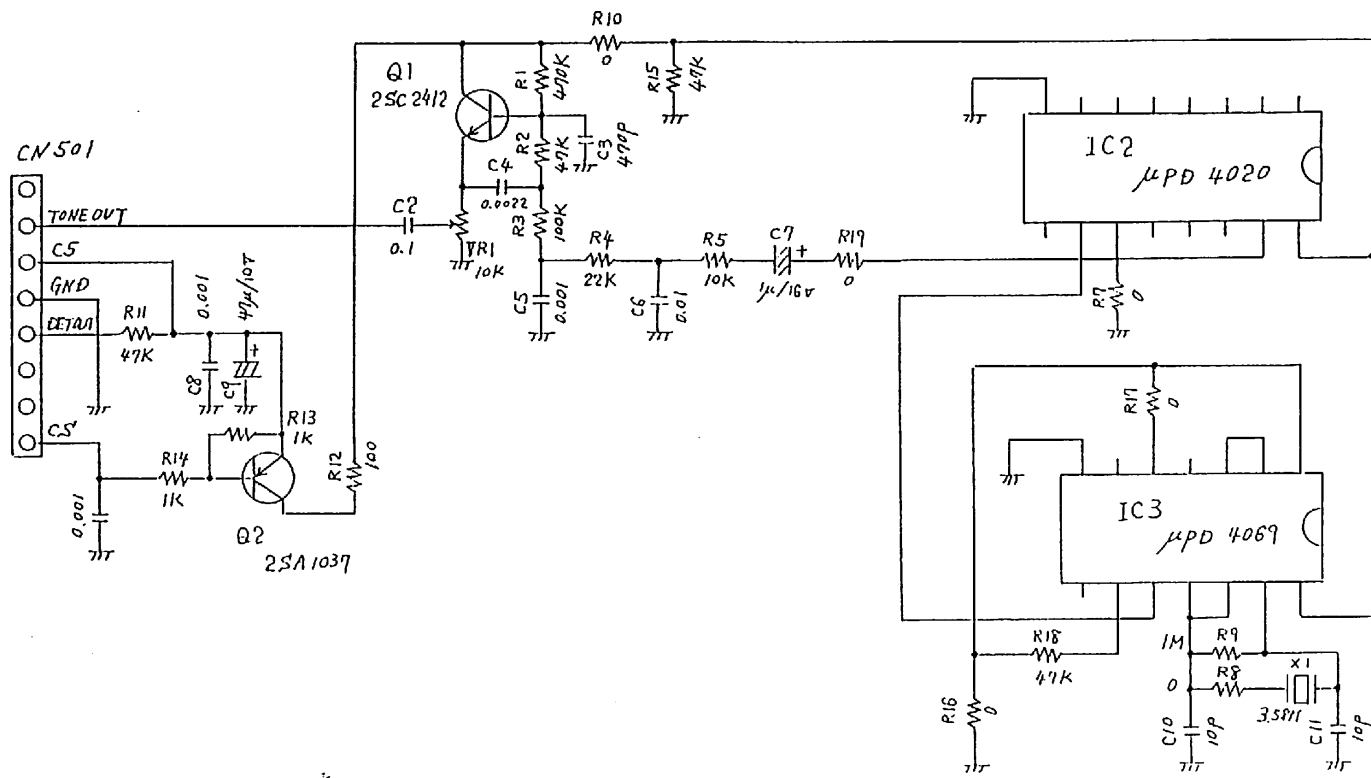 R10
0
R1
470K
R15
47K
Q1
2SC2412
R2
47K
C3
470P
IC2
μPD 4020
CN501
C4
0.0022
TONE OUT
C2
0.1
R3
100K
VR1
10K
R4
22K
R5
10K
C7
+
1μ/16v
R19
0
C5
GND
R11
47K
0.001
47μ/10v
+
C8
C9
C5
0.001
C6
0.01
R7
0
R17
0
CS
R13
1K
R14
1K
R12
100
0.001
Q2
2SA1037
IC3
μPD 4069
R18
47K
1M
R9
0
R8
X1
3.58M
R16
0
C10
10P
C11
10P